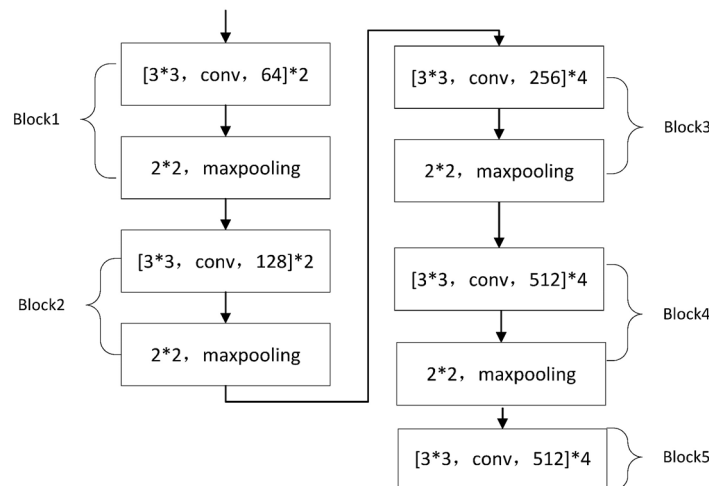 [3*3，conv，64]*2
Block1
2*2，maxpooling
[3*3，conv，128]*2
Block2
2*2，maxpooling
[3*3，conv，256]*4
Block3
2*2，maxpooling
[3*3，conv，512]*4
Block4
2*2，maxpooling
[3*3，conv，512]*4
Block5